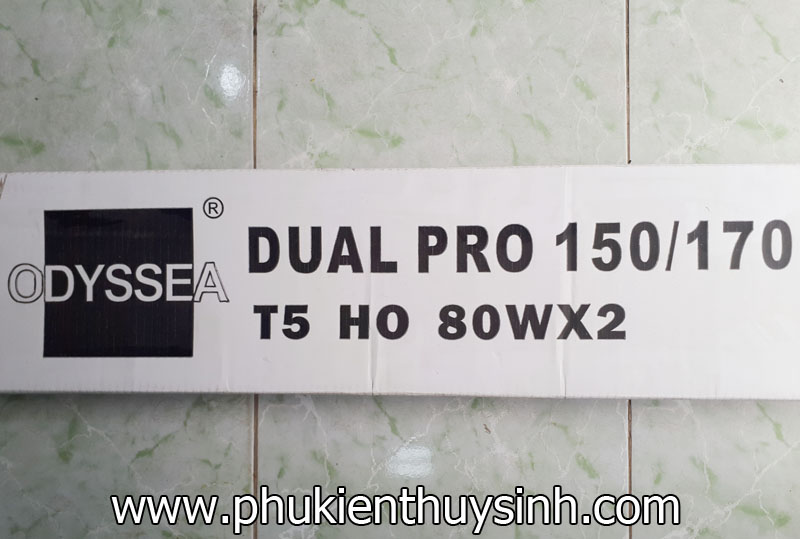 ODYSSEA ®
DUAL PRO 150/170
T5 HO 80WX2
www.phukienthuysinh.com